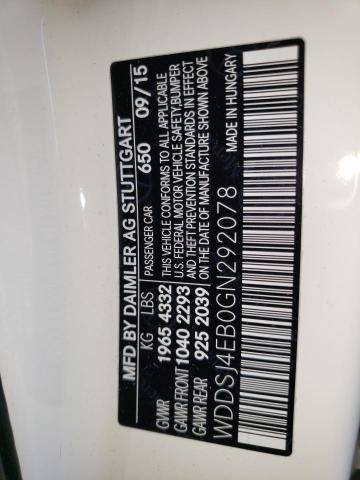 MFD BY DAIMLER AG STUTTGART
KG LBS PASSENGER CAR 650 09/15
GVWR 1965 4332 THIS VEHICLE CONFORMS TO ALL APPLICABLE
GAWR FRONT 1040 2293 U.S. FEDERAL MOTOR VEHICLE SAFETY,BUMPER
AND THEFT PREVENTION STANDARDS IN EFFECT
GAWR REAR 925 2039 ON THE DATE OF MANUFACTURE SHOWN ABOVE
WDDSJ4EB0GN292078 MADE IN HUNGARY